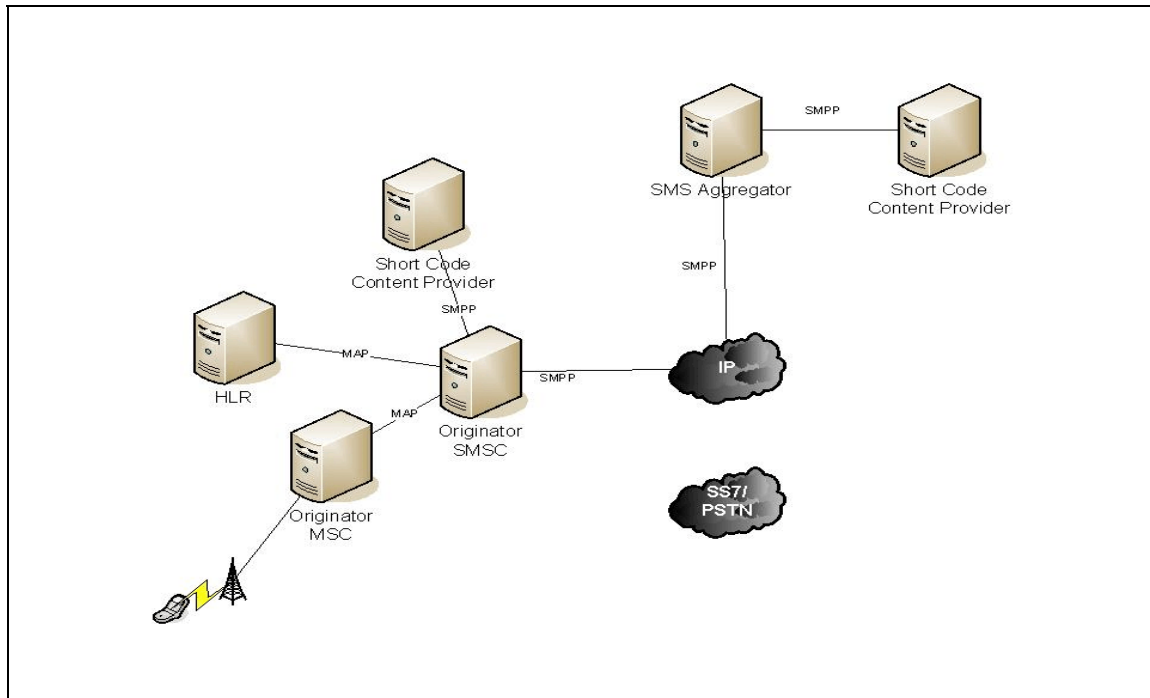 SMPP
SMS Aggregator
Short Code
Content Provider
SMPP
Short Code
Content Provider
SMPP
MAP
HLR
SMPP
IP
MAP
Originator
SMSC
SS7/
PSTN
Originator
MSC